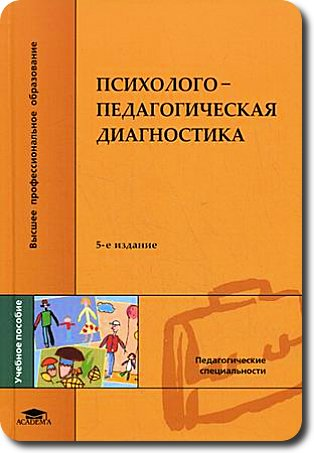 ПСИХОЛОГО–
ПЕДАГОГИЧЕСКАЯ
ДИАГНОСТИКА
5-е издание
Высшее профессиональное образование
Учебное пособие
Педагогические
специальности
ACADEMA